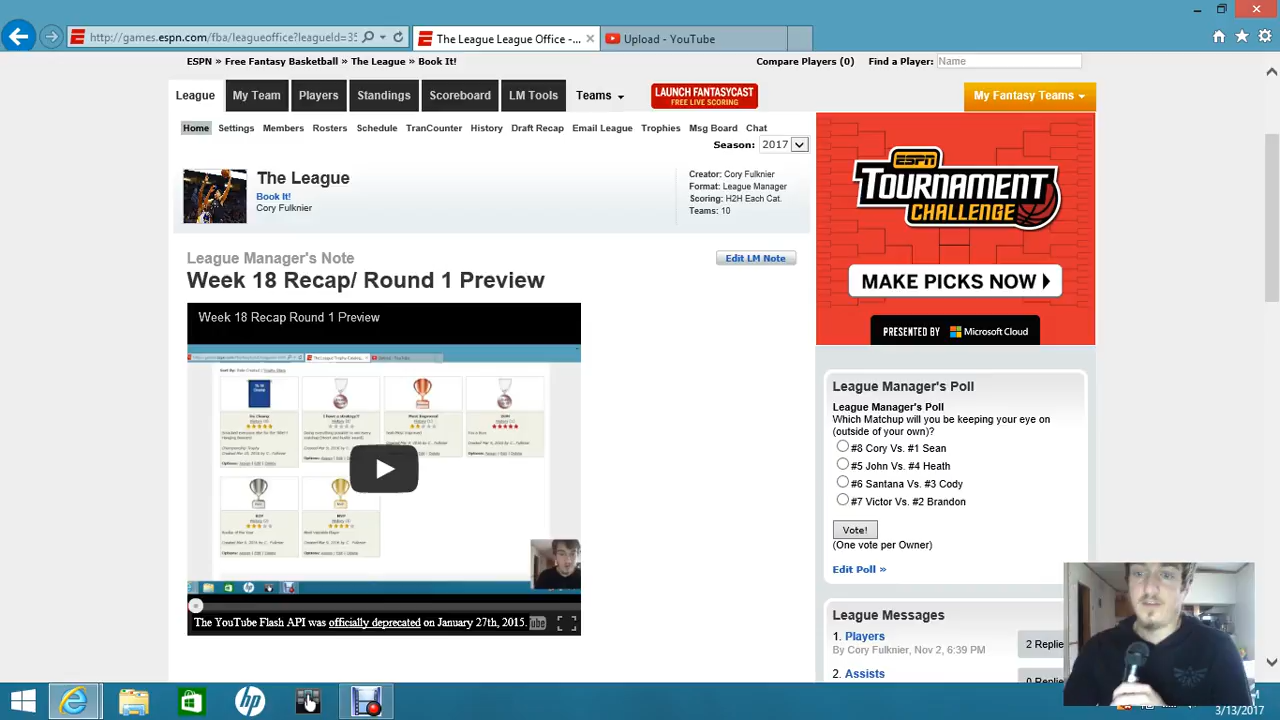 http://games.espn.com/fba/leagueoffice?leagueId=35
The League League Office -...
Upload - YouTube
ESPN » Free Fantasy Basketball » The League » Book It!
Compare Players (0)
Find a Player: Name
League
My Team
Players
Standings
Scoreboard
LM Tools
Teams
LAUNCH FANTASYCAST
FREE LIVE SCORING
My Fantasy Teams
Home Settings Members Rosters Schedule TranCounter History Draft Recap Email League Trophies Msg Board Chat
Season: 2017
The League
Book It!
Cory Fulknier
Creator: Cory Fulknier
Format: League Manager
Scoring: H2H Each Cat.
Teams: 10
League Manager's Note
Edit LM Note
Week 18 Recap/ Round 1 Preview
Week 18 Recap Round 1 Preview
The YouTube Flash API was officially deprecated on January 27th, 2015.
ESPN
TOURNAMENT
CHALLENGE
MAKE PICKS NOW
PRESENTED BY Microsoft Cloud
League Manager's Poll
League Manager's Poll
Which Matchup will you be keeping your eye on
(outside of your own)?
#8 Cory Vs. #1 Sean
#5 John Vs. #4 Heath
#6 Santana Vs. #3 Cody
#7 Victor Vs. #2 Brandon
Vote!
(One vote per Owner)
Edit Poll »
League Messages
1. Players
By Cory Fulknier, Nov 2, 6:39 PM
2 Replie
2. Assists
hp
3/13/2017